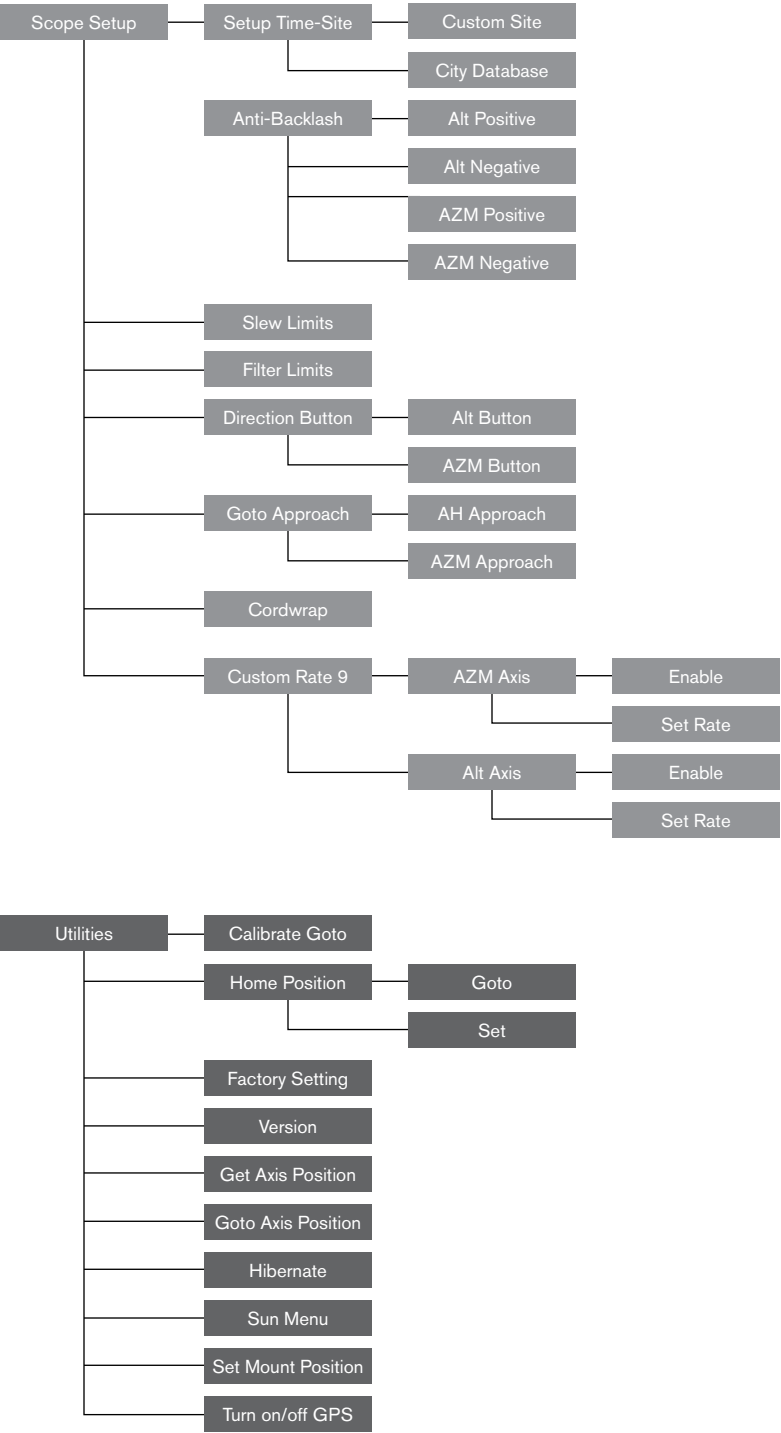 Scope Setup
Setup Time-Site
Custom Site
City Database
Anti-Backlash
Alt Positive
Alt Negative
AZM Positive
AZM Negative
Slew Limits
Filter Limits
Direction Button
Alt Button
AZM Button
Goto Approach
AH Approach
AZM Approach
Cordwrap
Custom Rate 9
AZM Axis
Enable
Set Rate
Alt Axis
Enable
Set Rate
Utilities
Calibrate Goto
Home Position
Goto
Set
Factory Setting
Version
Get Axis Position
Goto Axis Position
Hibernate
Sun Menu
Set Mount Position
Turn on/off GPS